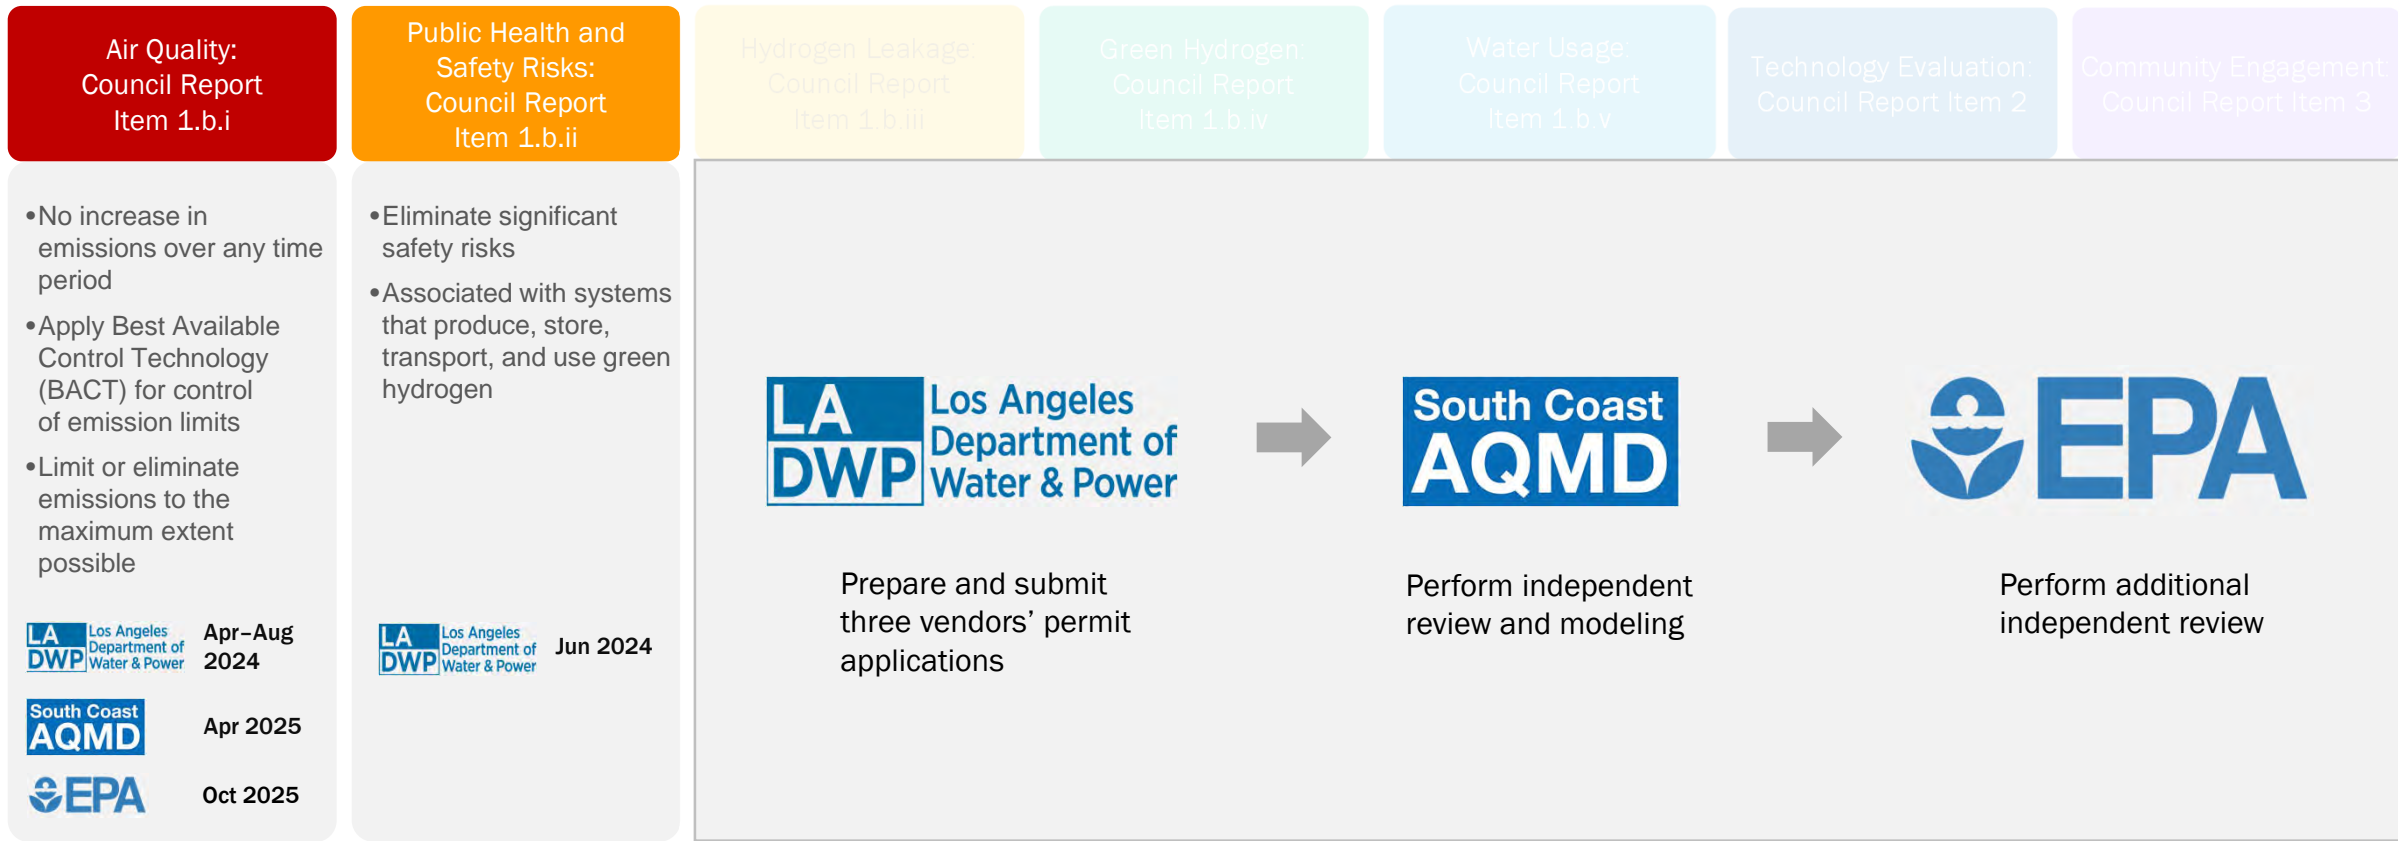 Air Quality:
Council Report
Item 1.b.i
Public Health and
Safety Risks:
Council Report
Item 1.b.ii
Hydrogen Leakage:
Council Report
Item 1.b.iii
Green Hydrogen:
Council Report
Item 1.b.iv
Water Usage:
Council Report
Item 1.b.v
Technology Evaluation:
Council Report Item 2
Community Engagement:
Council Report Item 3
•No increase in
emissions over any time
period
•Apply Best Available
Control Technology
(BACT) for control
of emission limits
•Limit or eliminate
emissions to the
maximum extent
possible
LA
DWP
Los Angeles
Department of
Water & Power
Apr–Aug
2024
South Coast
AQMD
Apr 2025
EPA
Oct 2025
•Eliminate significant
safety risks
•Associated with systems
that produce, store,
transport, and use green
hydrogen
LA
DWP
Los Angeles
Department of
Water & Power
Jun 2024
LA
DWP
Los Angeles
Department of
Water & Power
Prepare and submit
three vendors’ permit
applications
South Coast
AQMD
Perform independent
review and modeling
EPA
Perform additional
independent review